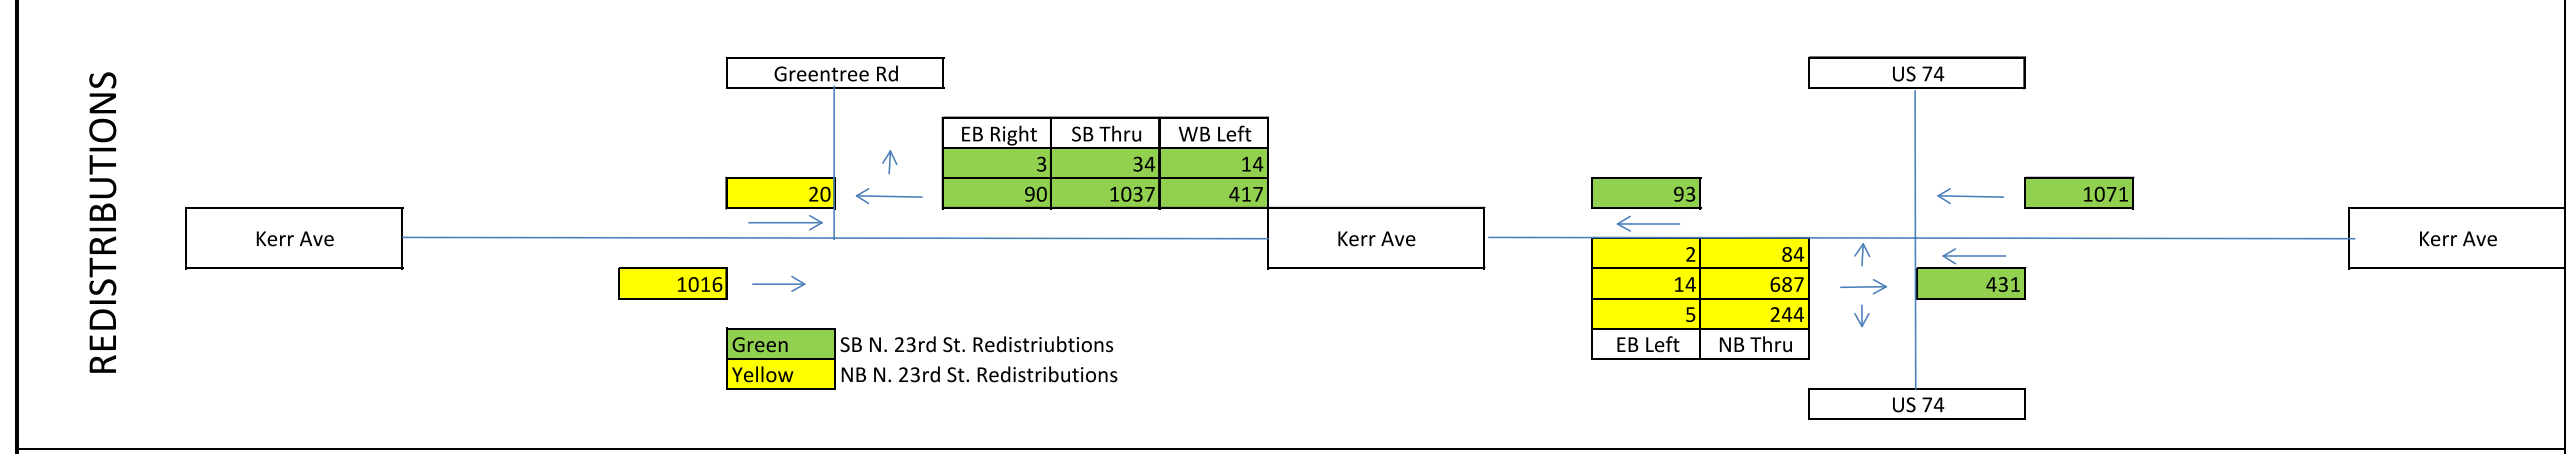 REDISTRIBUTIONS
Greentree Rd
US 74
EB Right SB Thru WB Left
3 34 14
20 90 1037 417 93 1071
Kerr Ave Kerr Ave Kerr Ave
2 84
1016 14 687 431
5 244
Green SB N. 23rd St. Redistriubtions EB Left NB Thru
Yellow NB N. 23rd St. Redistributions
US 74